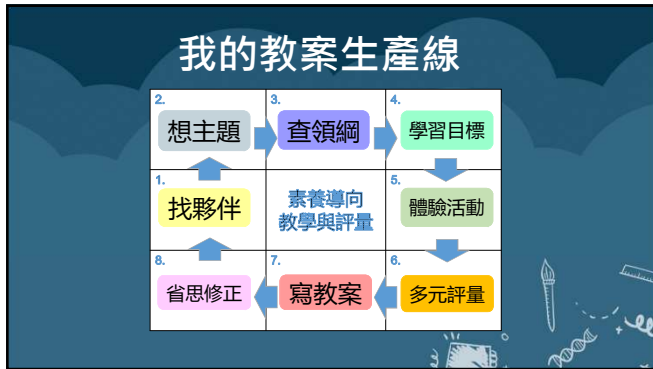 我的教案生產線
2.
想主題
3.
查領綱
4.
學習目標
1.
找夥伴
素養導向
教學與評量
5.
體驗活動
8.
省思修正
7.
寫教案
6.
多元評量